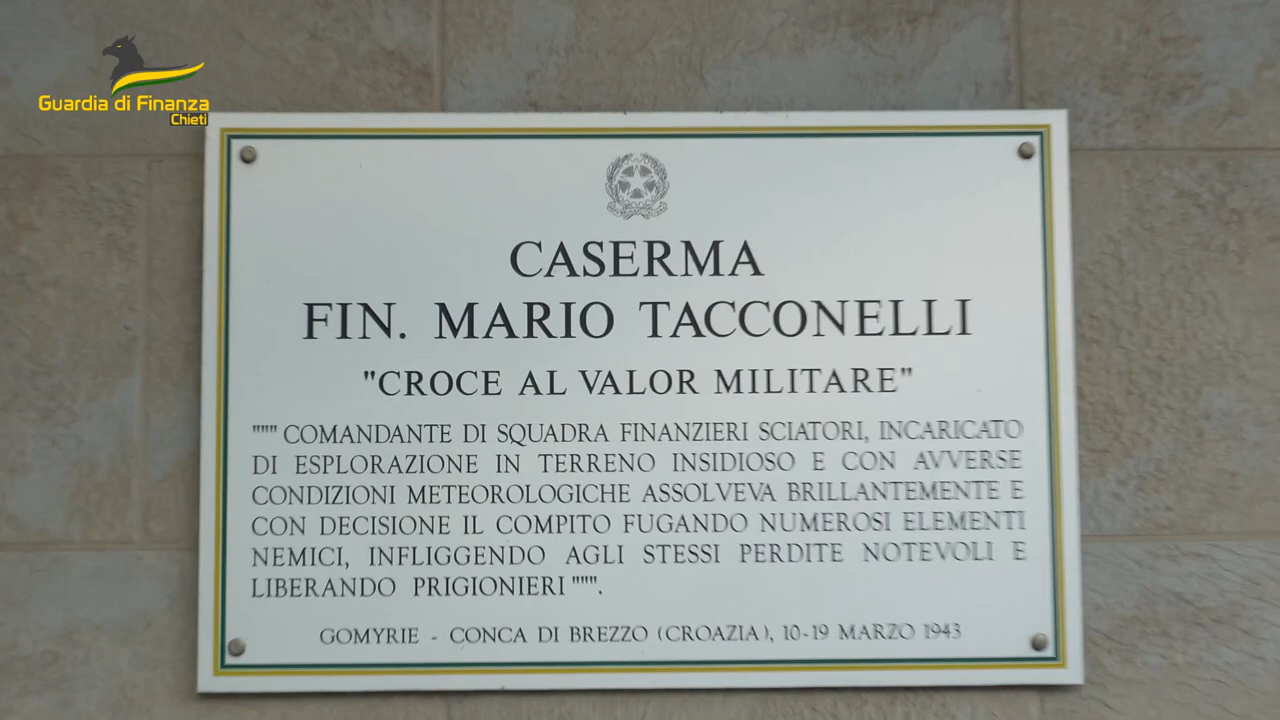 Guardia di Finanza
Chieti
CASERMA
FIN. MARIO TACCONELLI
"CROCE AL VALOR MILITARE"
""" COMANDANTE DI SQUADRA FINANZIERI SCIATORI, INCARICATO
DI ESPLORAZIONE IN TERRENO INSIDIOSO E CON AVVERSE
CONDIZIONI METEOROLOGICHE ASSOLVEVA BRILLANTEMENTE E
CON DECISIONE IL COMPITO FUGANDO NUMEROSI ELEMENTI
NEMICI, INFLIGGENDO AGLI STESSI PERDITE NOTEVOLI E
LIBERANDO PRIGIONIERI """.
GOMYRIE - CONCA DI BREZZO (CROAZIA), 10-19 MARZO 1943